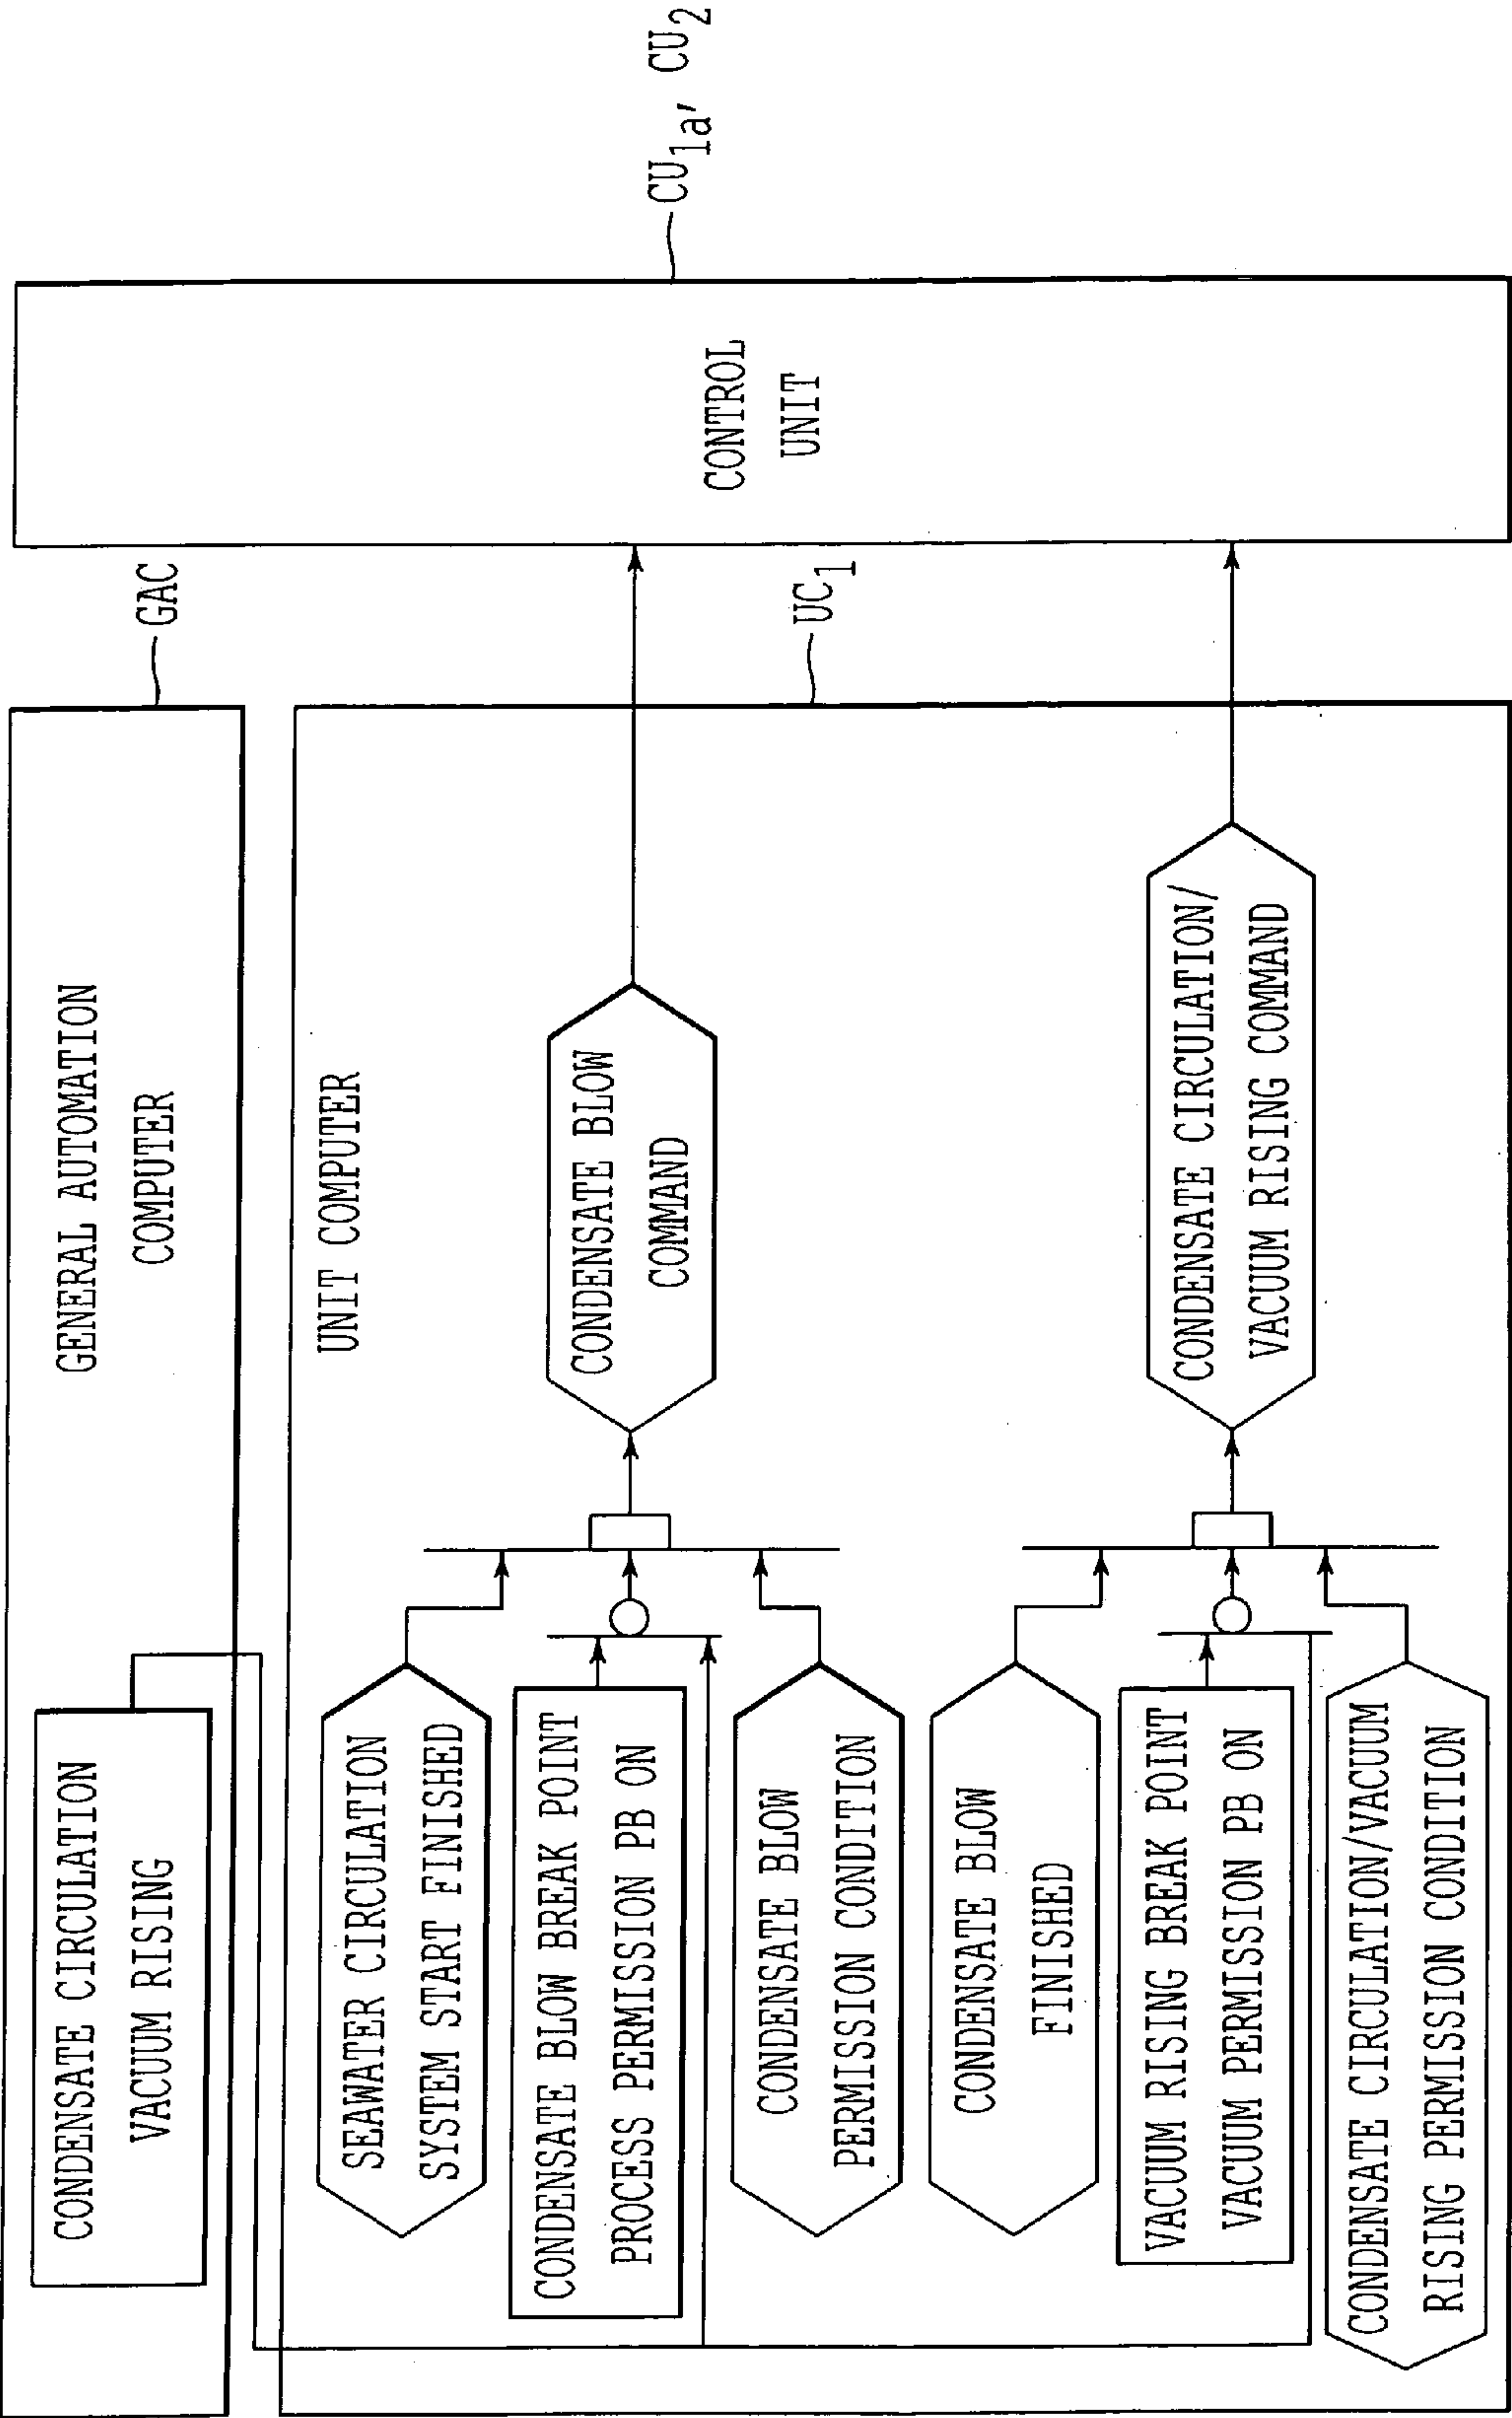 GENERAL AUTOMATION
COMPUTER
GAC
CONDENSATE CIRCULATION
VACUUM RISING
UNIT COMPUTER
UC1
SEAWATER CIRCULATION
SYSTEM START FINISHED
CONDENSATE BLOW BREAK POINT
PROCESS PERMISSION PB ON
CONDENSATE BLOW
PERMISSION CONDITION
CONDENSATE BLOW
COMMAND
CONDENSATE BLOW
FINISHED
VACUUM RISING BREAK POINT
VACUUM PERMISSION PB ON
CONDENSATE CIRCULATION/VACUUM
RISING PERMISSION CONDITION
CONDENSATE CIRCULATION/
VACUUM RISING COMMAND
CONTROL
UNIT
CU1a, CU2